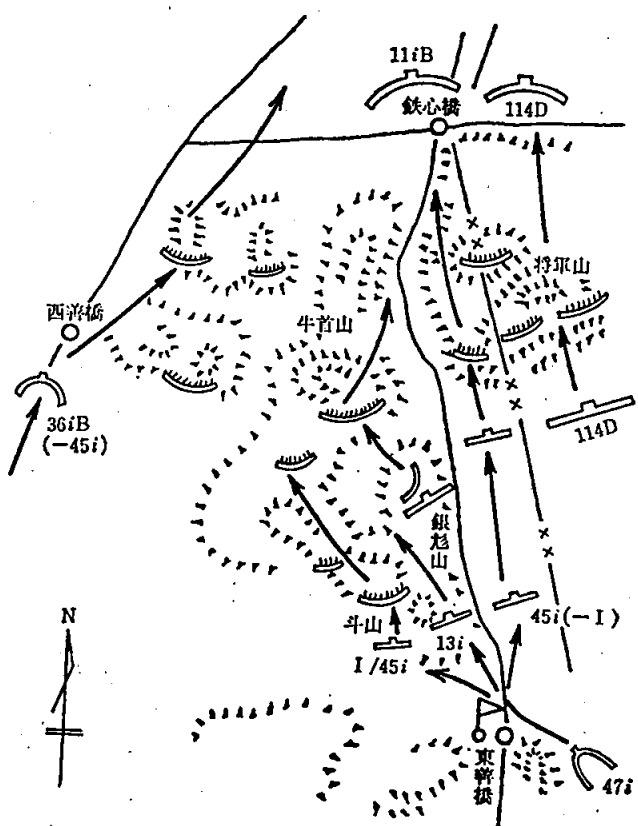 11iB
鉄心橋
114D
将軍山
西善橋
牛首山
36iB
(-45i)
114D
銀杏山
斗山
I/45i
13i
45i(-I)
N
東善橋
47i